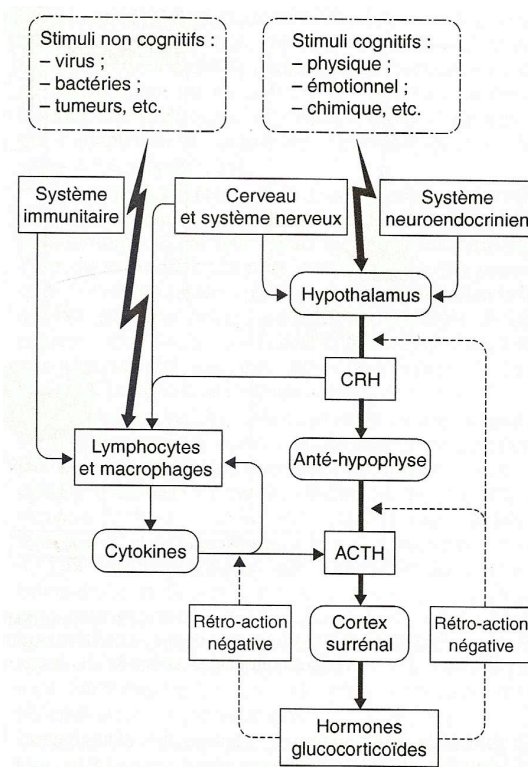 Stimuli non cognitifs :
– virus ;
– bactéries ;
– tumeurs, etc.
Stimuli cognitifs :
– physique ;
– émotionnel ;
– chimique, etc.
Système
immunitaire
Cerveau
et système nerveux
Système
neuroendocrinien
Hypothalamus
CRH
Lymphocytes
et macrophages
Anté-hypophyse
Cytokines
ACTH
Rétro-action
négative
Cortex
surrénal
Rétro-action
négative
Hormones
glucocorticoïdes